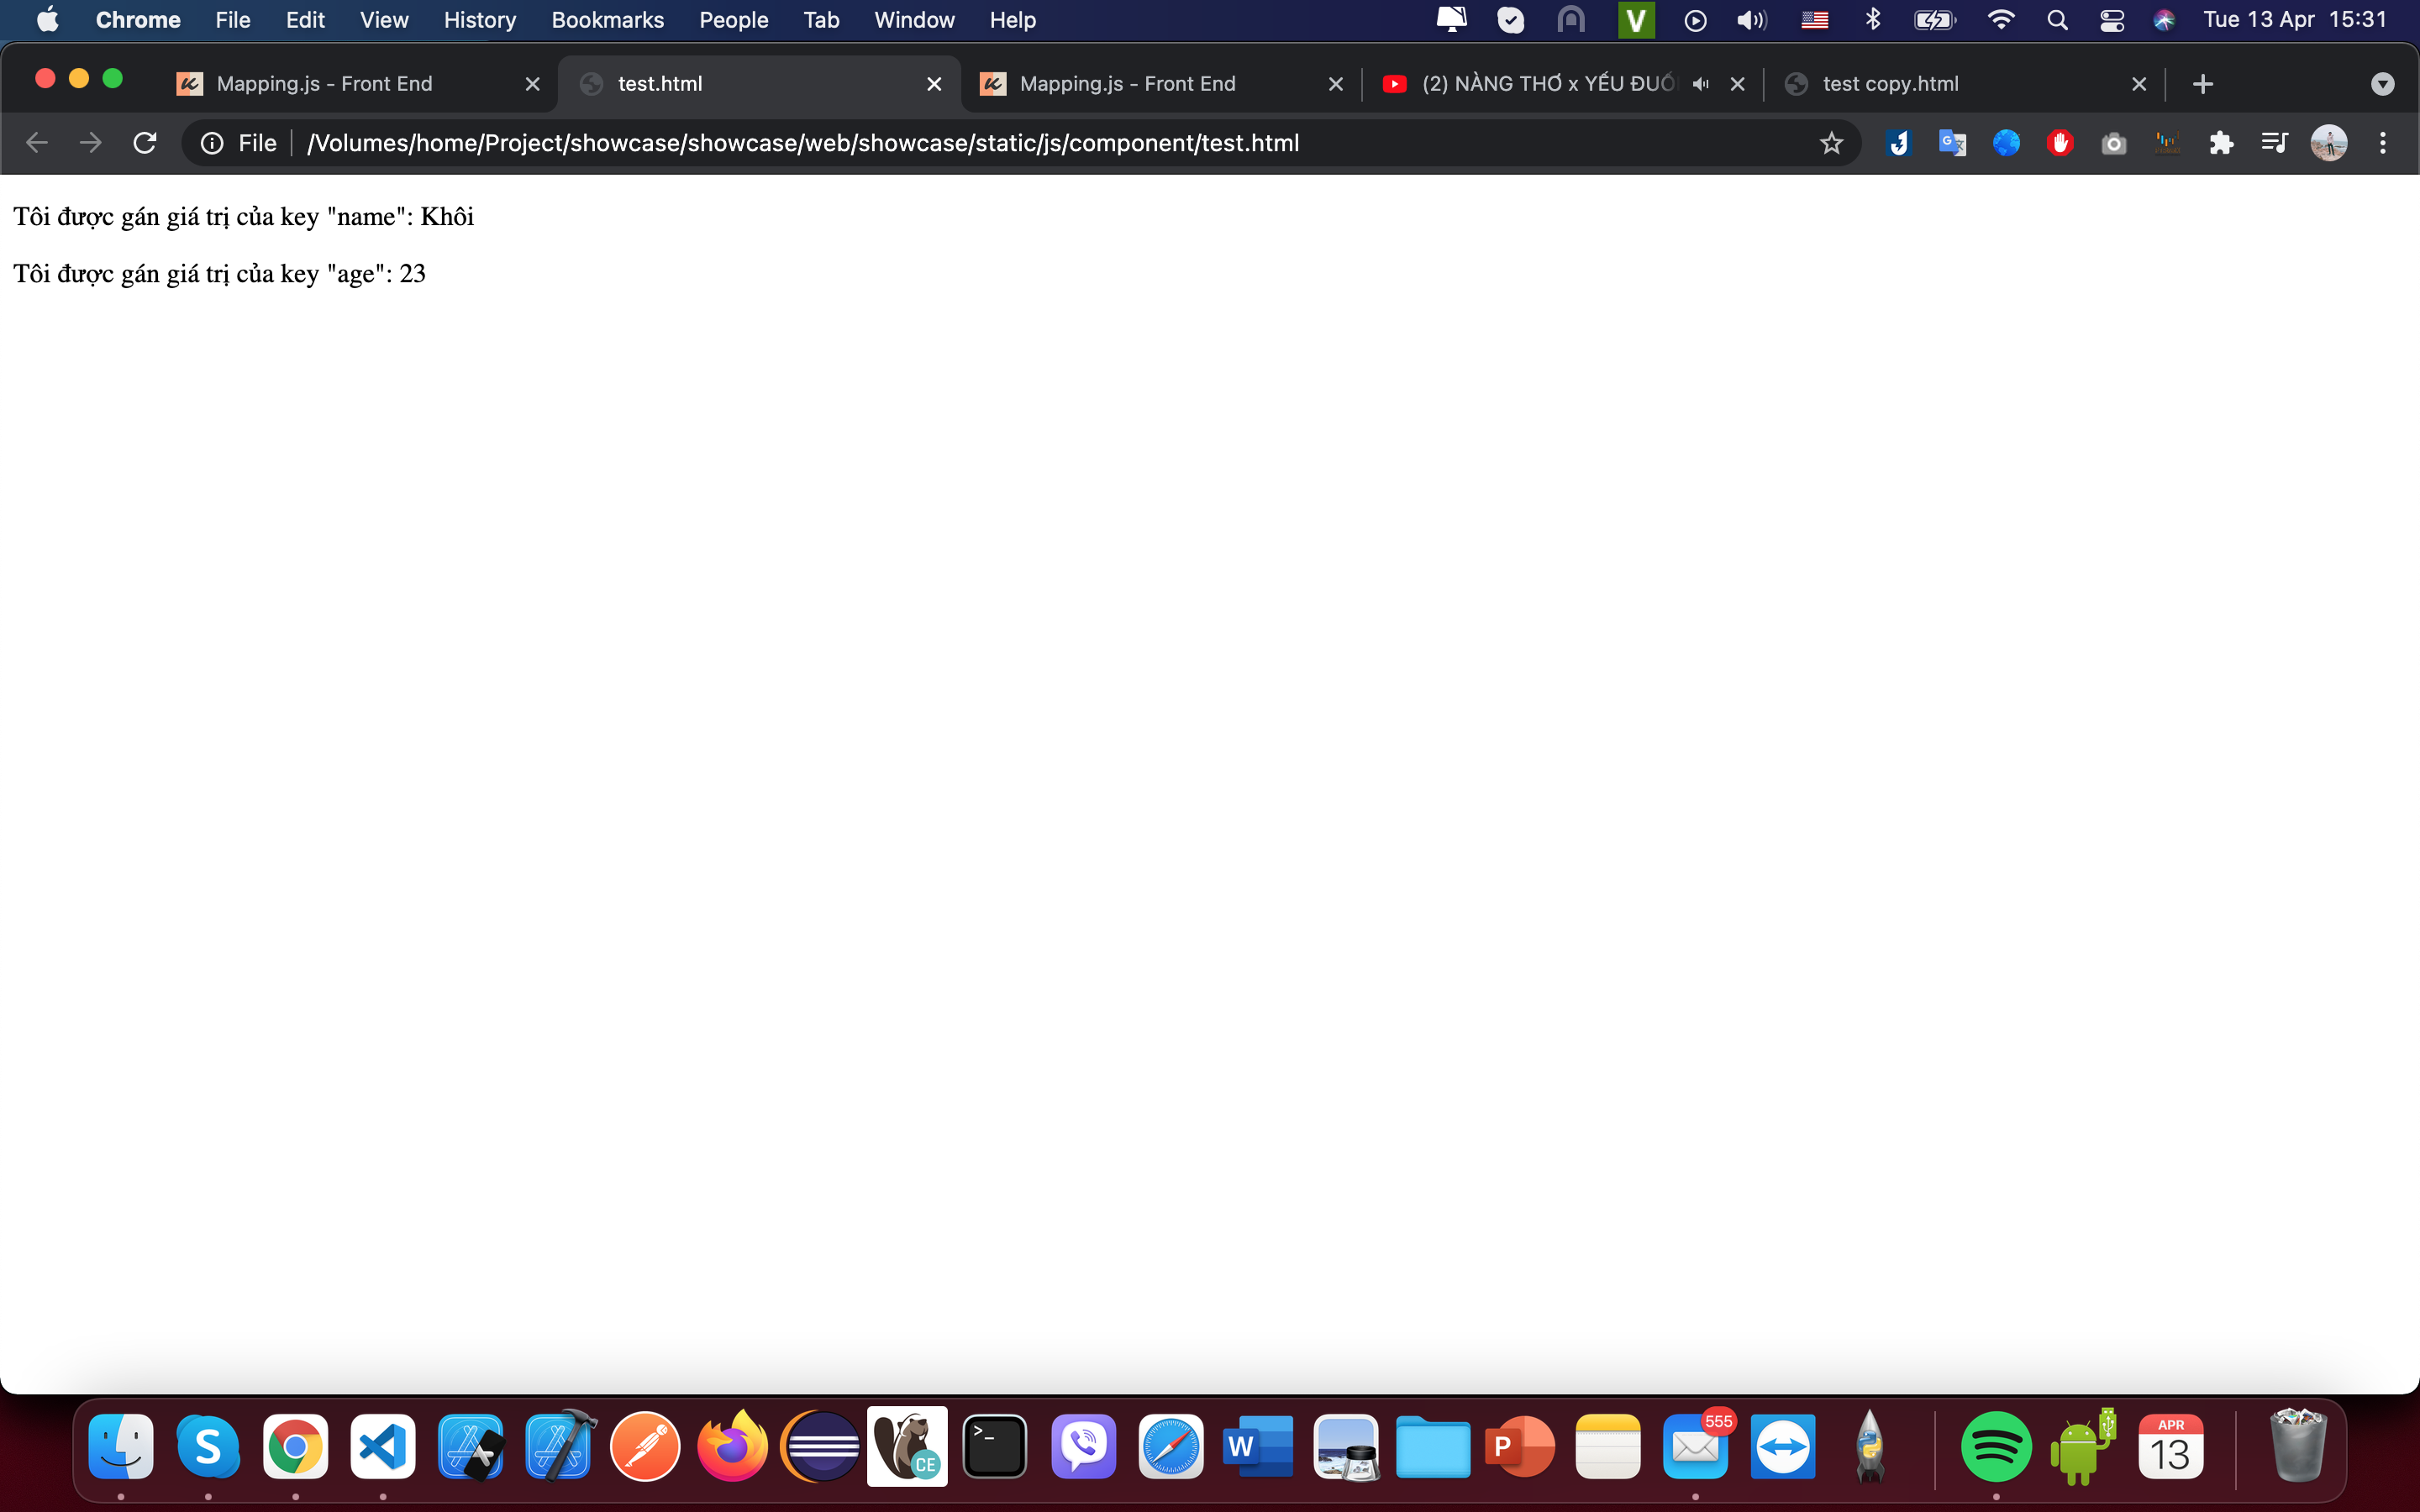 Chrome File Edit View History Bookmarks People Tab Window Help V Tue 13 Apr 15:31
Mapping.js - Front End test.html Mapping.js - Front End (2) NÀNG THƠ x YẾU ĐUỐ test copy.html
File /Volumes/home/Project/showcase/showcase/web/showcase/static/js/component/test.html
Tôi được gán giá trị của key "name": Khôi
Tôi được gán giá trị của key "age": 23
S CE >_ W P 555 APR 13